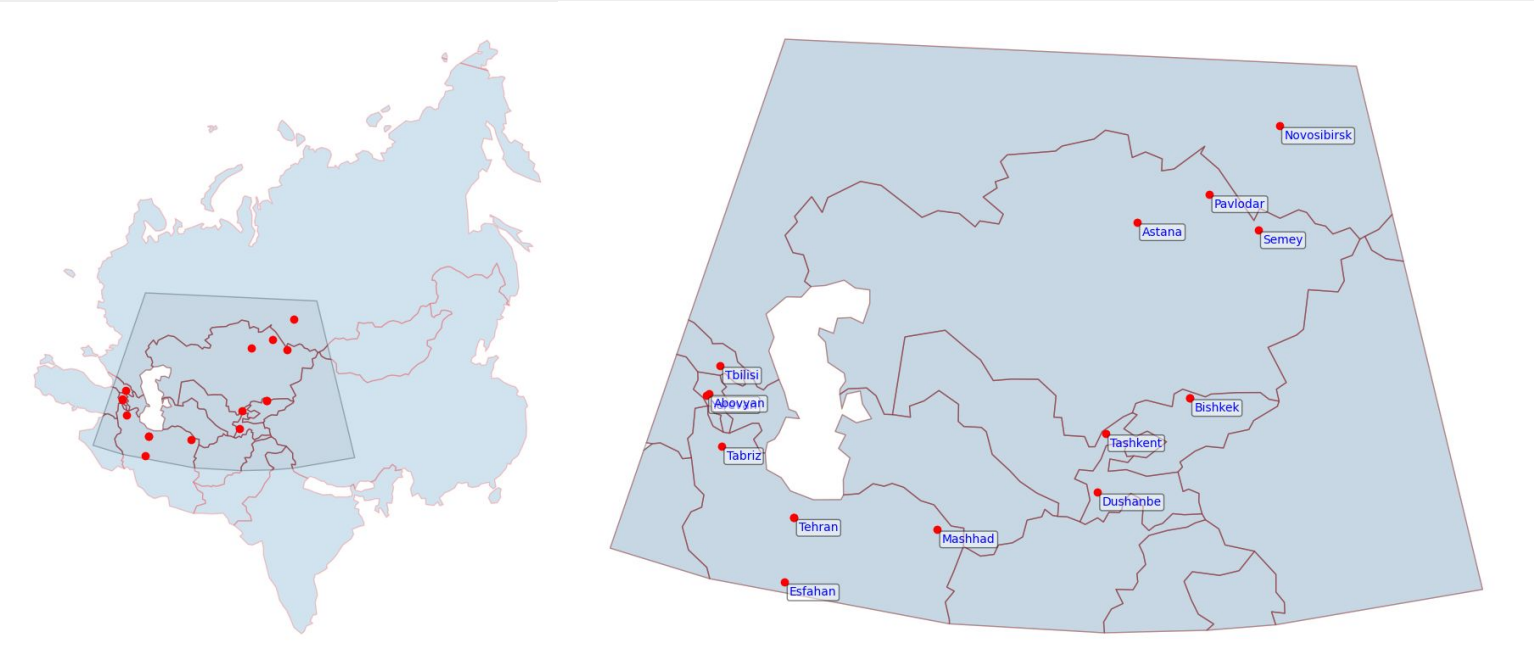 Novosibirsk
Pavlodar
Astana
Semey
Tbilisi
Abovyan
Bishkek
Tashkent
Tabriz
Dushanbe
Tehran
Mashhad
Esfahan